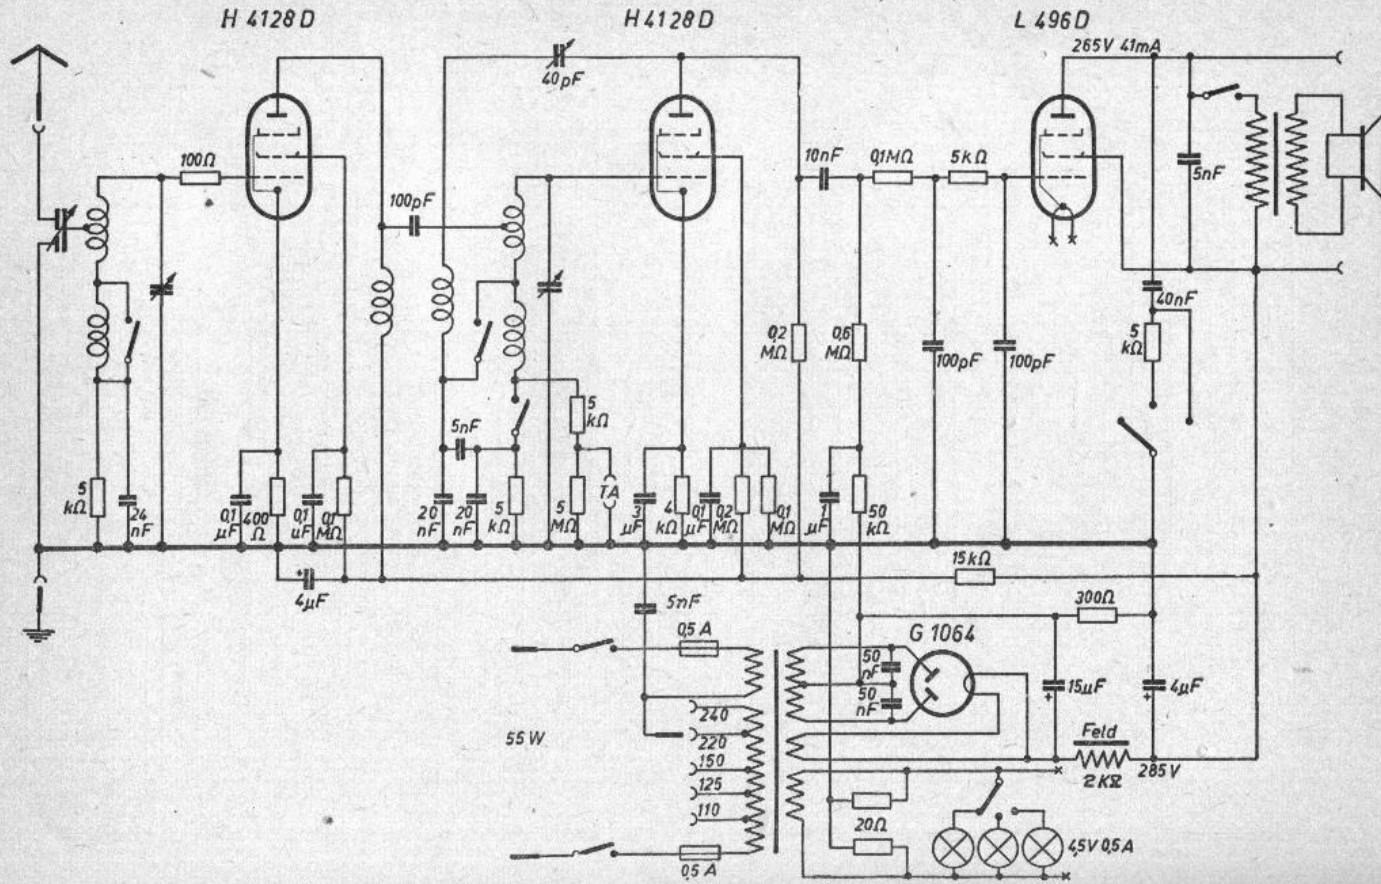 H 4128 D
H 4128 D
L 496 D
265V 41mA
40pF
100Ω
100pF
10nF
0,1MΩ
5kΩ
5nF
40nF
5
kΩ
0,2
MΩ
0,6
MΩ
100pF
100pF
5
kΩ
5nF
5
kΩ
24
nF
0,1
μF
400
Ω
0,1
μF
0,1
MΩ
20
nF
20
nF
5
kΩ
5
MΩ
TA
3
μF
4
kΩ
0,1
μF
0,2
MΩ
0,1
MΩ
1
μF
50
kΩ
+
4μF
15kΩ
5nF
300Ω
0,5 A
G 1064
50
nF
50
nF
15μF
+
4μF
+
240
220
150
125
110
55 W
Feld
2KΩ
285V
20Ω
4,5V 0,5 A
0,5 A